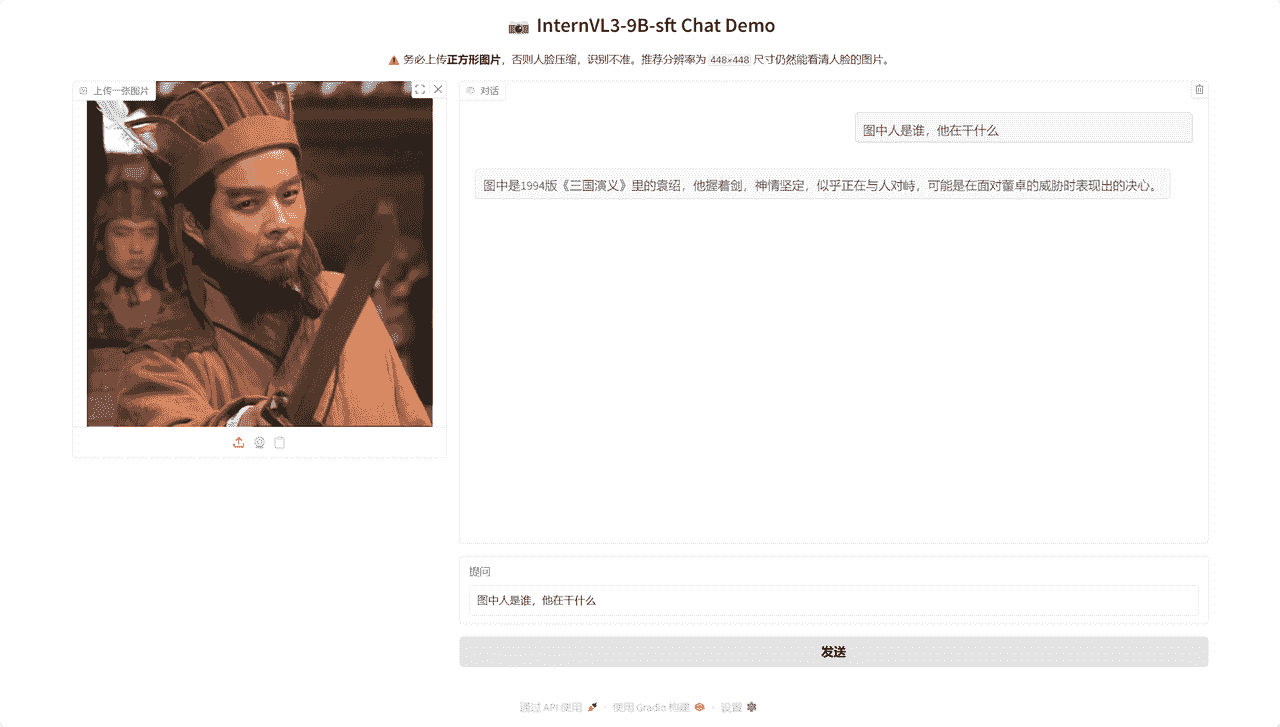 InternVL3-9B-sft Chat Demo
务必上传正方形图片，否则人脸压缩，识别不准。推荐分辨率为 448×448 尺寸仍然能看清人脸的图片。
上传一张图片
对话
图中人是谁，他在干什么
图中是1994版《三国演义》里的袁绍，他握着剑，神情坚定，似乎正在与人对峙，可能是在面对董卓的威胁时表现出的决心。
提问
图中人是谁，他在干什么
发送
通过 API 使用 · 使用 Gradio 构建 · 设置